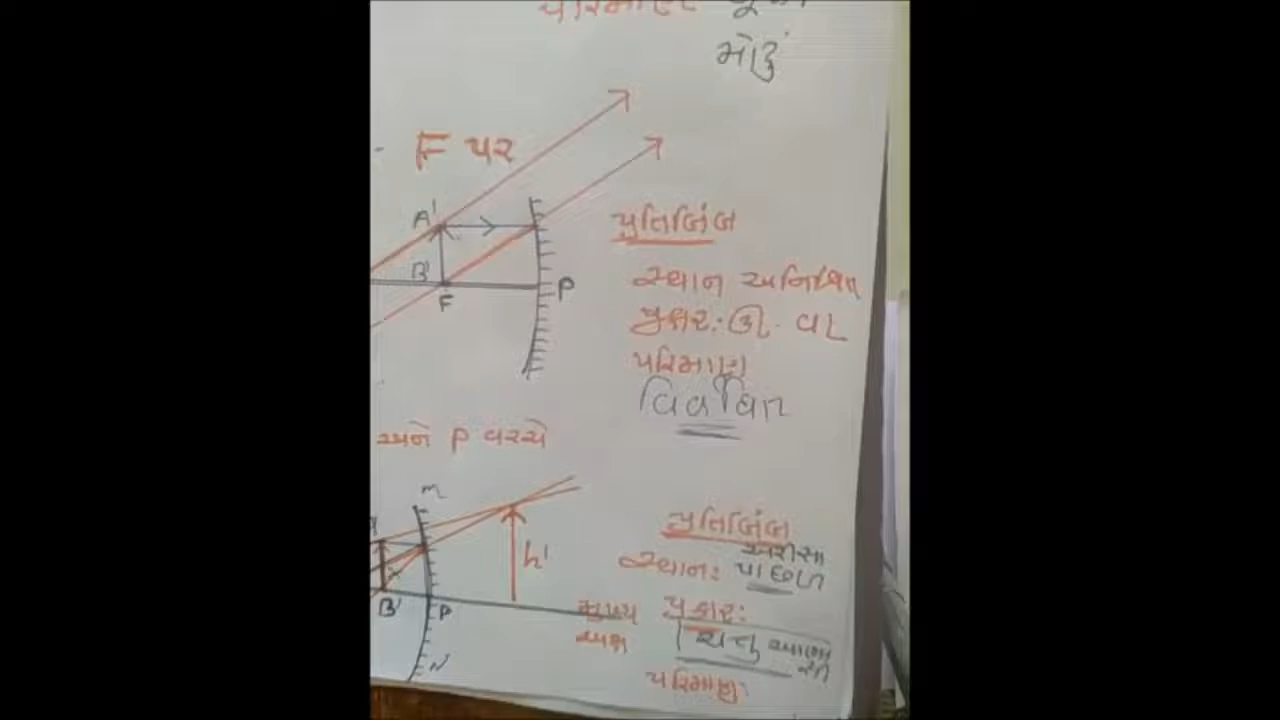 મોટું
F પર
A'
B'
F
P
પ્રતિબિંબ
સ્થાન અનિશ્ચિત
પ્રકાર: ઊ. વા
પરિમાણ
વિવર્ધિત
અને P વચ્ચે
M
h'
B'
P
N
પ્રતિબિંબ
સ્થાન: અરીસા
પાછળ
મુખ્ય
અક્ષ
પ્રકાર:
ચત્તુ આભાસી
પરિમાણ: